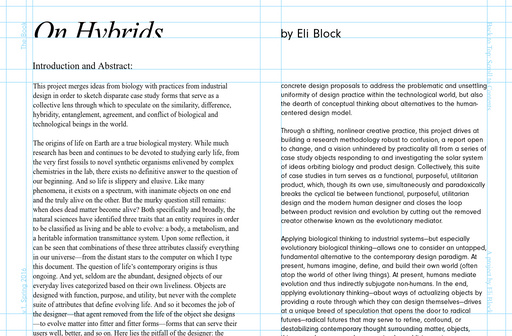 On Hybrids
by Eli Block
Introduction and Abstract:
This project merges ideas from biology with practices from industrial
design in order to sketch disparate case study forms that serve as a
collective lens through which to speculate on the similarity, difference,
hybridity, entanglement, agreement, and conflict of biological and
technological beings in the world.
The origins of life on Earth are a true biological mystery. While much
research has been and continues to be devoted to studying early life, from
the very first fossils to novel synthetic organisms enlivened by complex
chemistries in the lab, there exists no definitive answer to the question of
our beginning. And so life is slippery and elusive. Like many
phenomena, it exists on a spectrum, with inanimate objects on one end
and the truly alive on the other. But the murky question still remains:
when does dead matter become alive? Both specifically and broadly, the
natural sciences have identified three traits that an entity requires in order
to be classified as living and be able to evolve: a body, a metabolism, and
a heritable information transmittance system. Upon some reflection, it
can be seen that combinations of these three attributes classify everything
in our universe—from the distant stars to the computer on which I type
this document. The question of life's contemporary origins is thus
ongoing. And yet, seldom are the abundant, designed objects of our
everyday lives categorized based on their own liveliness. Objects are
designed with function, purpose, and utility, but never with the complete
suite of attributes that define evolving life. And so it becomes the job of
the designer—that agent removed from the life of the object she designs
—to evolve matter into fitter and fitter forms—forms that can serve their
users well, better, and so on. Here lies the pitfall of the designer: the
concrete design proposals to address the problematic and unsettling
uniformity of design practice within the technological world, but also
the dearth of conceptual thinking about alternatives to the human-
centered design model.
Through a shifting, nonlinear creative practice, this project drives at
building a research methodology robust to confusion, a report open
to change, and a vision unhindered by practicality all from a series of
case study objects responding to and investigating the solar system
of ideas orbiting biology and product design. Collectively, this suite
of case studies in turn serves as a functional, purposeful, utilitarian
product, which, though its own use, simultaneously and paradoxically
breaks the cyclical tie between functional, purposeful, utilitarian
design and the modern human designer and closes the loop
between product revision and evolution by cutting out the removed
creator otherwise known as the evolutionary mediator.
Applying biological thinking to industrial systems—but especially
evolutionary biological thinking—allows one to consider an untapped,
fundamental alternative to the contemporary design paradigm. At
present, humans imagine, define, and build their own world (often
atop the world of other living things). At present, humans mediate
evolution and thus indirectly subjugate non-humans. In the end,
applying evolutionary thinking—about ways of actualizing objects by
providing a route through which they can design themselves—drives
at a unique breed of speculation that opens the door to radical
futures—radical futures that may serve to refine, confound, or
destabilizing contemporary thought surrounding matter, objects,